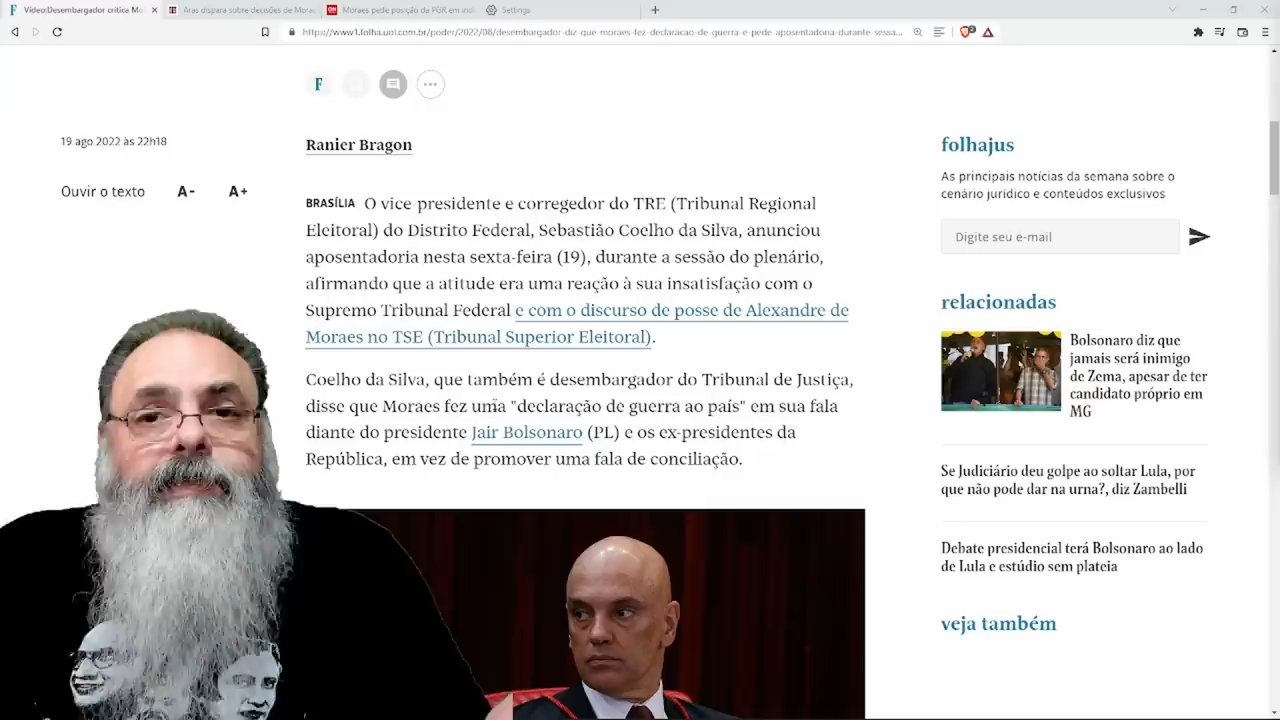 Vídeo:Desembargador critica Mo
Aras dispara sobre decisões de Morae
Moraes pede posição da PGR em
Settings
https://www1.folha.uol.com.br/poder/2022/08/desembargador-diz-que-moraes-fez-declaracao-de-guerra-e-pede-aposentadoria-durante-sessa...
F
19 ago 2022 às 22h18
Ouvir o texto A- A+
Ranier Bragon
BRASÍLIA O vice-presidente e corregedor do TRE (Tribunal Regional
Eleitoral) do Distrito Federal, Sebastião Coelho da Silva, anunciou
aposentadoria nesta sexta-feira (19), durante a sessão do plenário,
afirmando que a atitude era uma reação à sua insatisfação com o
Supremo Tribunal Federal e com o discurso de posse de Alexandre de
Moraes no TSE (Tribunal Superior Eleitoral).
Coelho da Silva, que também é desembargador do Tribunal de Justiça,
disse que Moraes fez uma "declaração de guerra ao país" em sua fala
diante do presidente Jair Bolsonaro (PL) e os ex-presidentes da
República, em vez de promover uma fala de conciliação.
folhajus
As principais notícias da semana sobre o
cenário jurídico e conteúdos exclusivos
Digite seu e-mail
relacionadas
Bolsonaro diz que
jamais será inimigo
de Zema, apesar de ter
candidato próprio em
MG
Se Judiciário deu golpe ao soltar Lula, por
que não pode dar na urna?, diz Zambelli
Debate presidencial terá Bolsonaro ao lado
de Lula e estúdio sem plateia
veja também